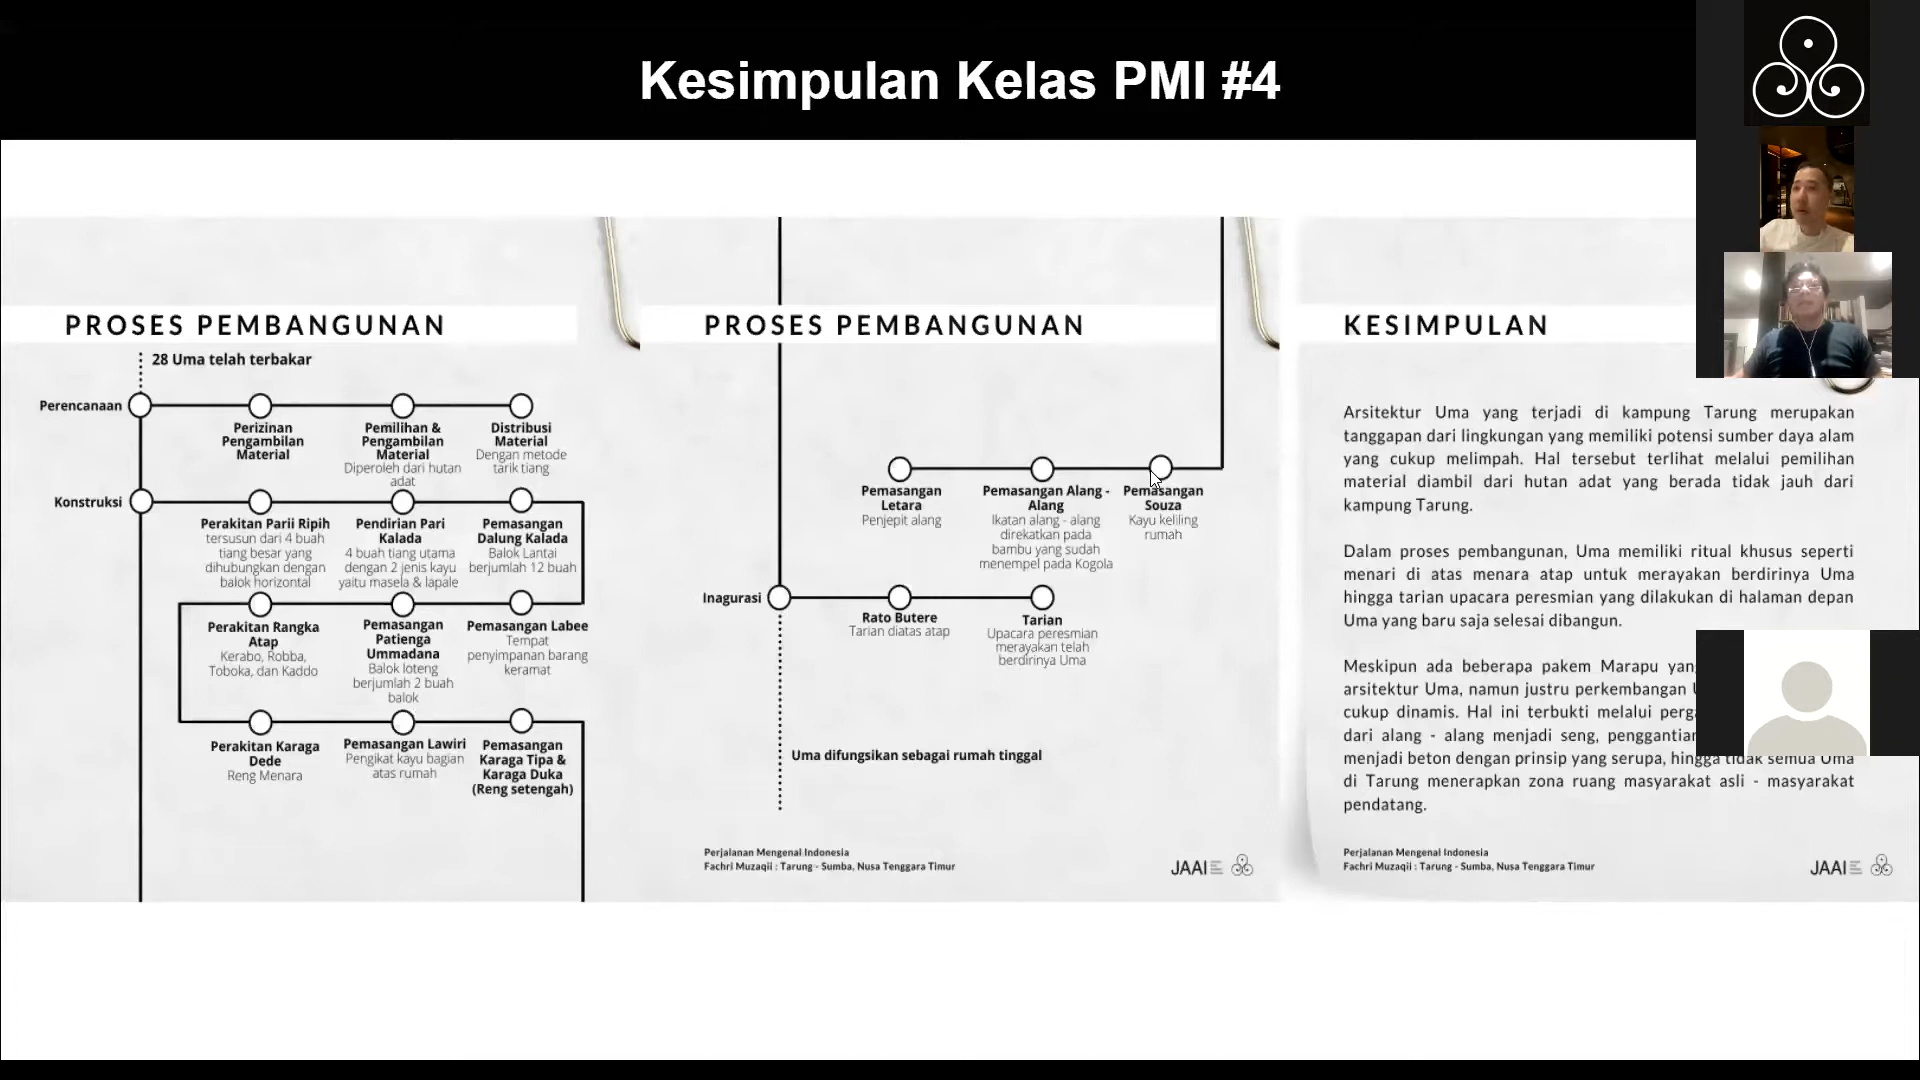 Kesimpulan Kelas PMI #4
PROSES PEMBANGUNAN
28 Uma telah terbakar
Perencanaan
Perizinan
Pengambilan
Material
Pemilihan &
Pengambilan
Material
Diperoleh dari hutan
adat
Distribusi
Material
Dengan metode
tarik tiang
Konstruksi
Perakitan Parii Ripih
tersusun dari 4 buah
tiang besar yang
dihubungkan dengan
balok horizontal
Pendirian Pari
Kalada
4 buah tiang utama
dengan 2 jenis kayu
yaitu masela & lapale
Pemasangan
Dalung Kalada
Balok Lantai
berjumlah 12 buah
Perakitan Rangka
Atap
Kerabo, Robba,
Toboka, dan Kaddo
Pemasangan
Patienga
Ummadana
Balok loteng
berjumlah 2 buah
balok
Pemasangan Labee
Tempat
penyimpanan barang
keramat
Perakitan Karaga
Dede
Reng Menara
Pemasangan Lawiri
Pengikat kayu bagian
atas rumah
Pemasangan
Karaga Tipa &
Karaga Duka
(Reng setengah)
PROSES PEMBANGUNAN
Pemasangan
Letara
Penjepit alang
Pemasangan Alang -
Alang
Ikatan alang - alang
direkatkan pada
bambu yang sudah
menempel pada Kogola
Pemasangan
Souza
Kayu keliling
rumah
Inagurasi
Rato Butere
Tarian diatas atap
Tarian
Upacara peresmian
merayakan telah
berdirinya Uma
Uma difungsikan sebagai rumah tinggal
Perjalanan Mengenal Indonesia
Fachri Muzaqii : Tarung - Sumba, Nusa Tenggara Timur
JAAI
KESIMPULAN
Arsitektur Uma yang terjadi di kampung Tarung merupakan
tanggapan dari lingkungan yang memiliki potensi sumber daya alam
yang cukup melimpah. Hal tersebut terlihat melalui pemilihan
material diambil dari hutan adat yang berada tidak jauh dari
kampung Tarung.
Dalam proses pembangunan, Uma memiliki ritual khusus seperti
menari di atas menara atap untuk merayakan berdirinya Uma
hingga tarian upacara peresmian yang dilakukan di halaman depan
Uma yang baru saja selesai dibangun.
Meskipun ada beberapa pakem Marapu
arsitektur Uma, namun justru perkembangan
cukup dinamis. Hal ini terbukti melalui
dari alang - alang menjadi seng, penggantian
menjadi beton dengan prinsip yang serupa, hingga tidak semua Uma
di Tarung menerapkan zona ruang masyarakat asli - masyarakat
pendatang.
Perjalanan Mengenal Indonesia
Fachri Muzaqii : Tarung - Sumba, Nusa Tenggara Timur
JAAI